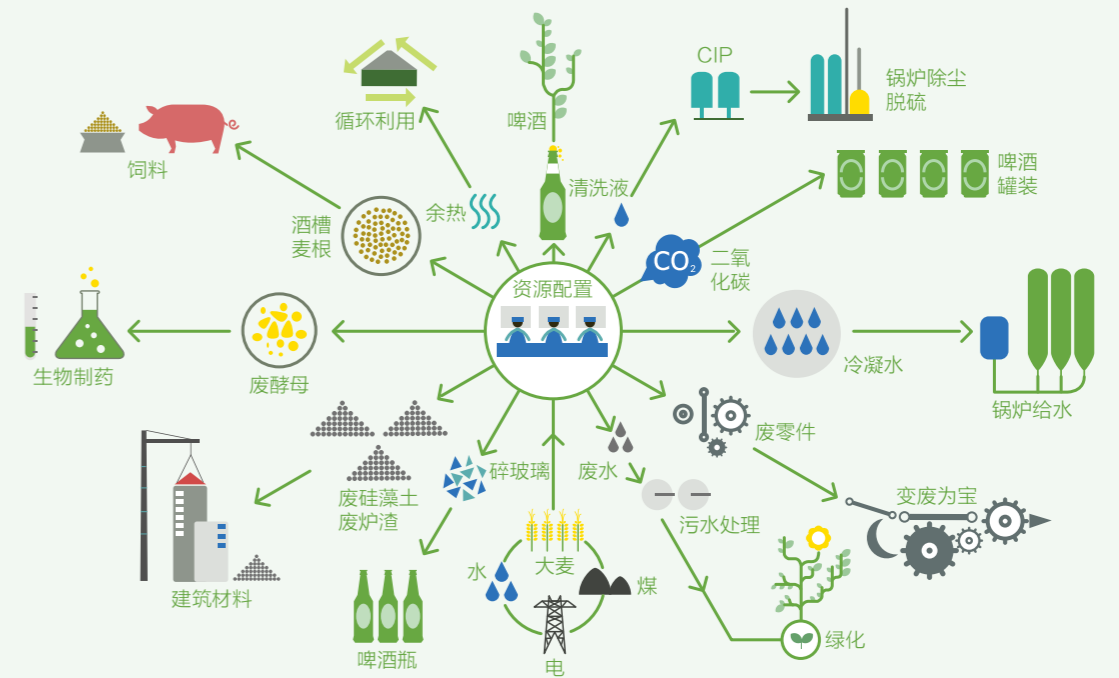 CIP
锅炉除尘
脱硫
循环利用
啤酒
饲料
清洗液
啤酒
罐装
酒槽
麦根
余热
CO₂
二氧
化碳
资源配置
生物制药
废酵母
冷凝水
锅炉给水
废零件
碎玻璃
废水
废硅藻土
废炉渣
变废为宝
污水处理
大麦
水
煤
建筑材料
绿化
啤酒瓶
电